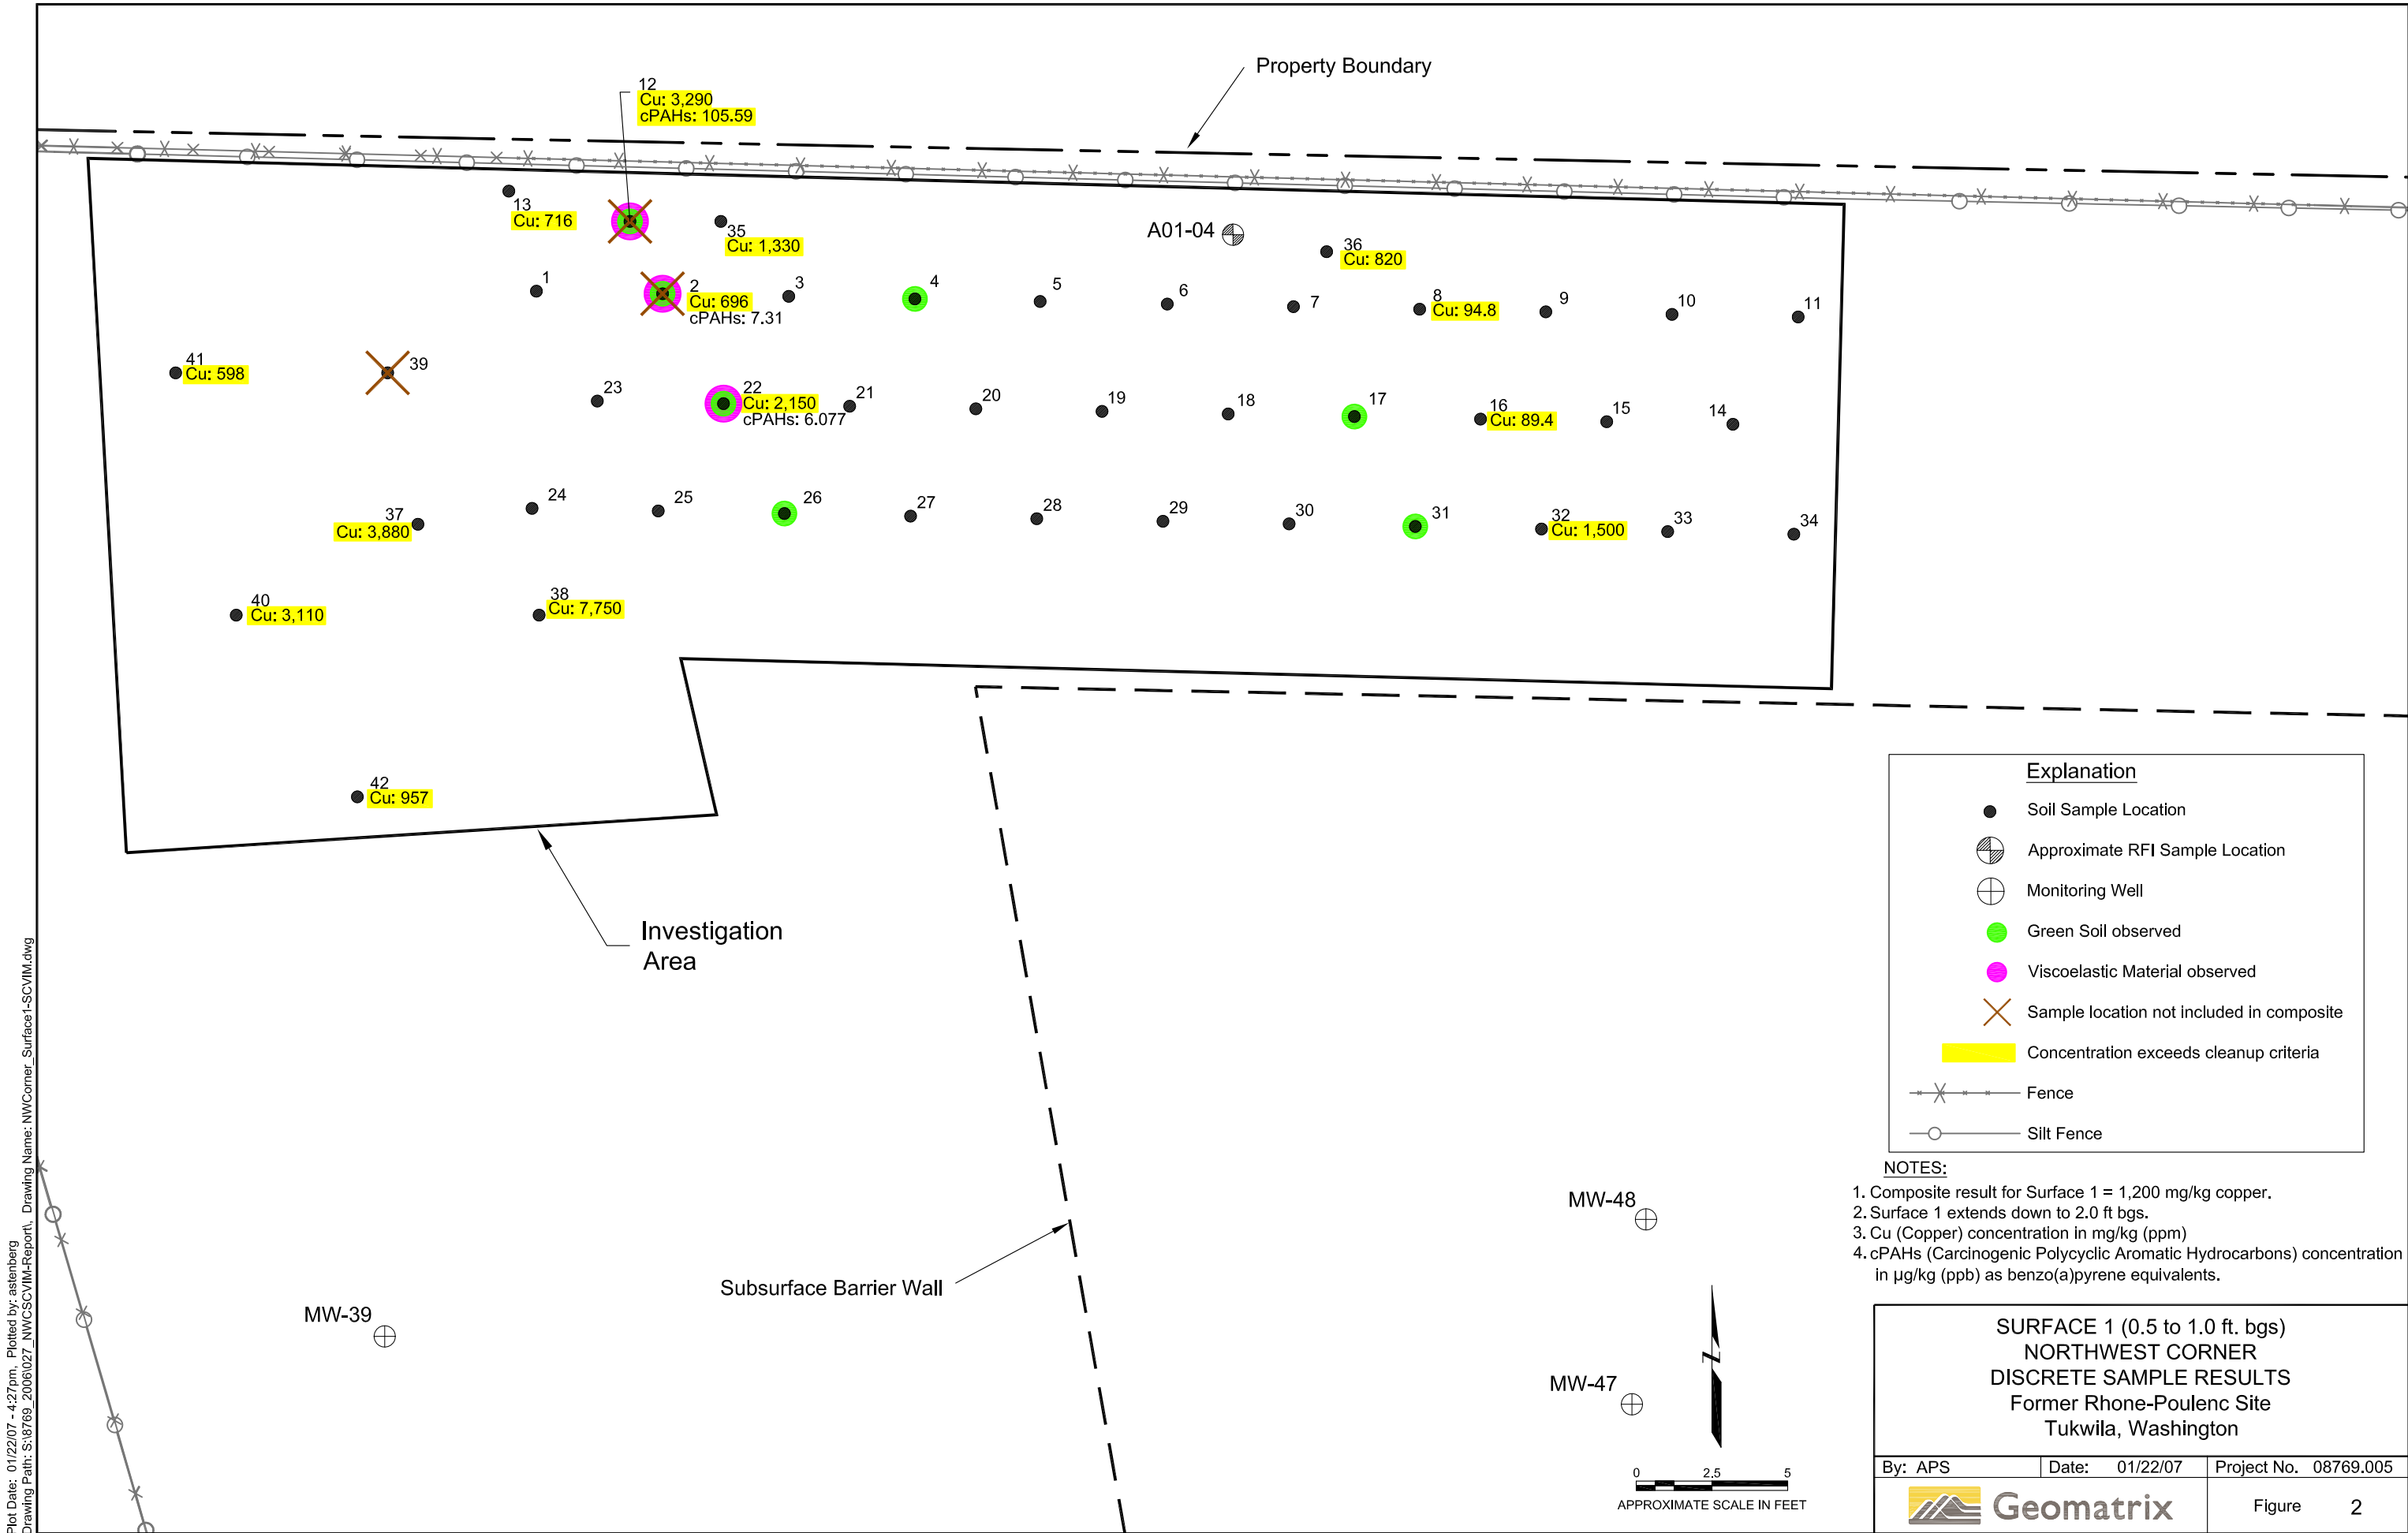 Property Boundary
12
Cu: 3,290
cPAHs: 105.59
13
Cu: 716
35
Cu: 1,330
A01-04
36
Cu: 820
1
2
Cu: 696
cPAHs: 7.31
3
4
5
6
7
8
Cu: 94.8
9
10
11
41
Cu: 598
39
23
22
Cu: 2,150
cPAHs: 6.077
21
20
19
18
17
16
Cu: 89.4
15
14
37
Cu: 3,880
24
25
26
27
28
29
30
31
32
Cu: 1,500
33
34
40
Cu: 3,110
38
Cu: 7,750
42
Cu: 957
Investigation
Area
Subsurface Barrier Wall
MW-39
MW-48
MW-47
Explanation
Soil Sample Location
Approximate RFI Sample Location
Monitoring Well
Green Soil observed
Viscoelastic Material observed
Sample location not included in composite
Concentration exceeds cleanup criteria
Fence
Silt Fence
NOTES:
1. Composite result for Surface 1 = 1,200 mg/kg copper.
2. Surface 1 extends down to 2.0 ft bgs.
3. Cu (Copper) concentration in mg/kg (ppm)
4. cPAHs (Carcinogenic Polycyclic Aromatic Hydrocarbons) concentration
in µg/kg (ppb) as benzo(a)pyrene equivalents.
Z
0 2.5 5
APPROXIMATE SCALE IN FEET
SURFACE 1 (0.5 to 1.0 ft. bgs)
NORTHWEST CORNER
DISCRETE SAMPLE RESULTS
Former Rhone-Poulenc Site
Tukwila, Washington
By: APS Date: 01/22/07 Project No. 08769.005
Geomatrix Figure 2
Plot Date: 01/22/07 - 4:27pm, Plotted by: astenberg
Drawing Path: S:\8769_2006\027_NWCSCVIM-Report\, Drawing Name: NWCorner_Surface1-SCVIM.dwg